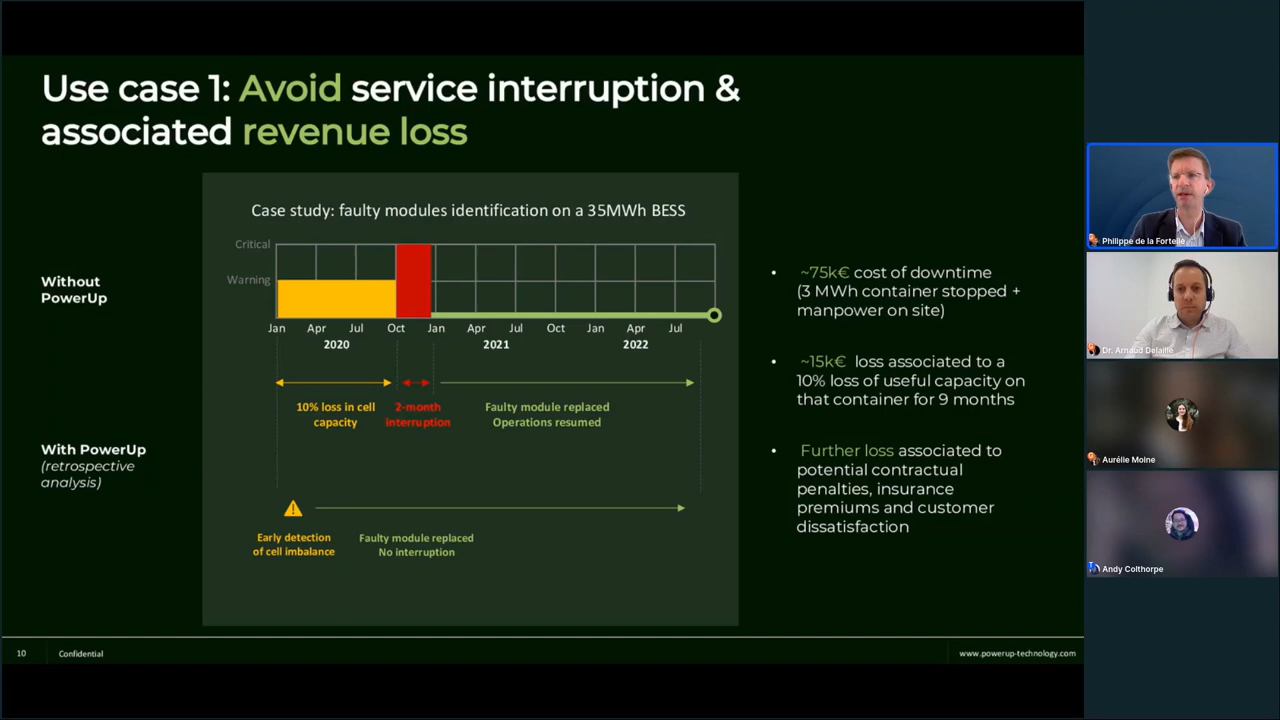 Use case 1: Avoid service interruption &
associated revenue loss
Case study: faulty modules identification on a 35MWh BESS
Critical
Warning
Without
PowerUp
Jan Apr Jul Oct Jan Apr Jul Oct Jan Apr Jul
2020 2021 2022
10% loss in cell
capacity
2-month
interruption
Faulty module replaced
Operations resumed
With PowerUp
(retrospective
analysis)
Early detection
of cell imbalance
Faulty module replaced
No interruption
• ~75k€ cost of downtime
(3 MWh container stopped +
manpower on site)
• ~15k€ loss associated to a
10% loss of useful capacity on
that container for 9 months
• Further loss associated to
potential contractual
penalties, insurance
premiums and customer
dissatisfaction
10 Confidential
www.powerup-technology.com
Philippe de la Fortelle
Dr. Arnaud Delaille
Aurélie Moine
Andy Colthorpe